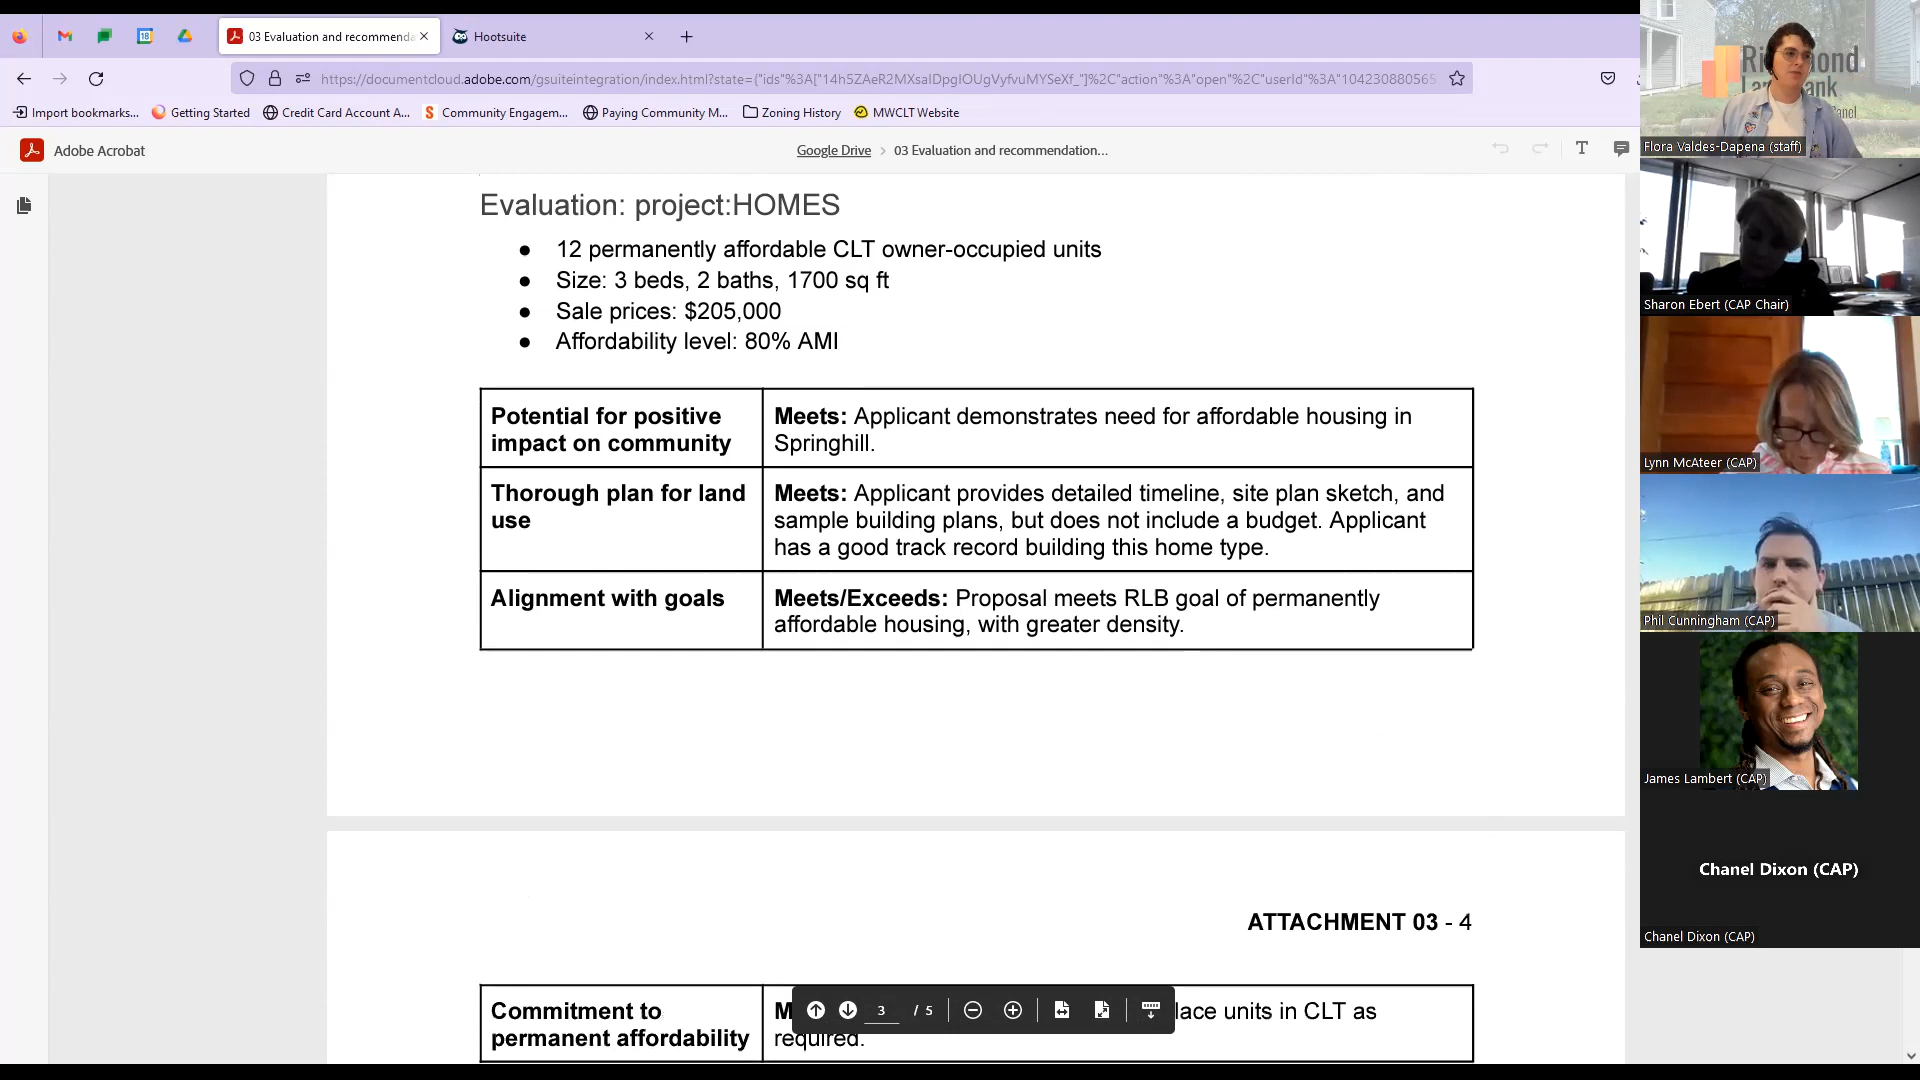 03 Evaluation and recommenda
Hootsuite
https://documentcloud.adobe.com/gsuiteintegration/index.html?state={"ids"%3A["14h5ZAeR2MXsaIDpgIOUgVyfvuMYSeXf_"]%2C"action"%3A"open"%2C"userId"%3A"104230880565
Import bookmarks...
Getting Started
Credit Card Account A...
Community Engagem...
Paying Community M...
Zoning History
MWCLT Website
Adobe Acrobat
Google Drive > 03 Evaluation and recommendation...
Evaluation: project:HOMES
● 12 permanently affordable CLT owner-occupied units
● Size: 3 beds, 2 baths, 1700 sq ft
● Sale prices: $205,000
● Affordability level: 80% AMI
Potential for positive
impact on community
Meets: Applicant demonstrates need for affordable housing in
Springhill.
Thorough plan for land
use
Meets: Applicant provides detailed timeline, site plan sketch, and
sample building plans, but does not include a budget. Applicant
has a good track record building this home type.
Alignment with goals
Meets/Exceeds: Proposal meets RLB goal of permanently
affordable housing, with greater density.
ATTACHMENT 03 - 4
Commitment to
permanent affordability
lace units in CLT as
required.
3 / 5
Flora Valdes-Dapena (staff)
Sharon Ebert (CAP Chair)
Lynn McAteer (CAP)
Phil Cunningham (CAP)
James Lambert (CAP)
Chanel Dixon (CAP)
Chanel Dixon (CAP)